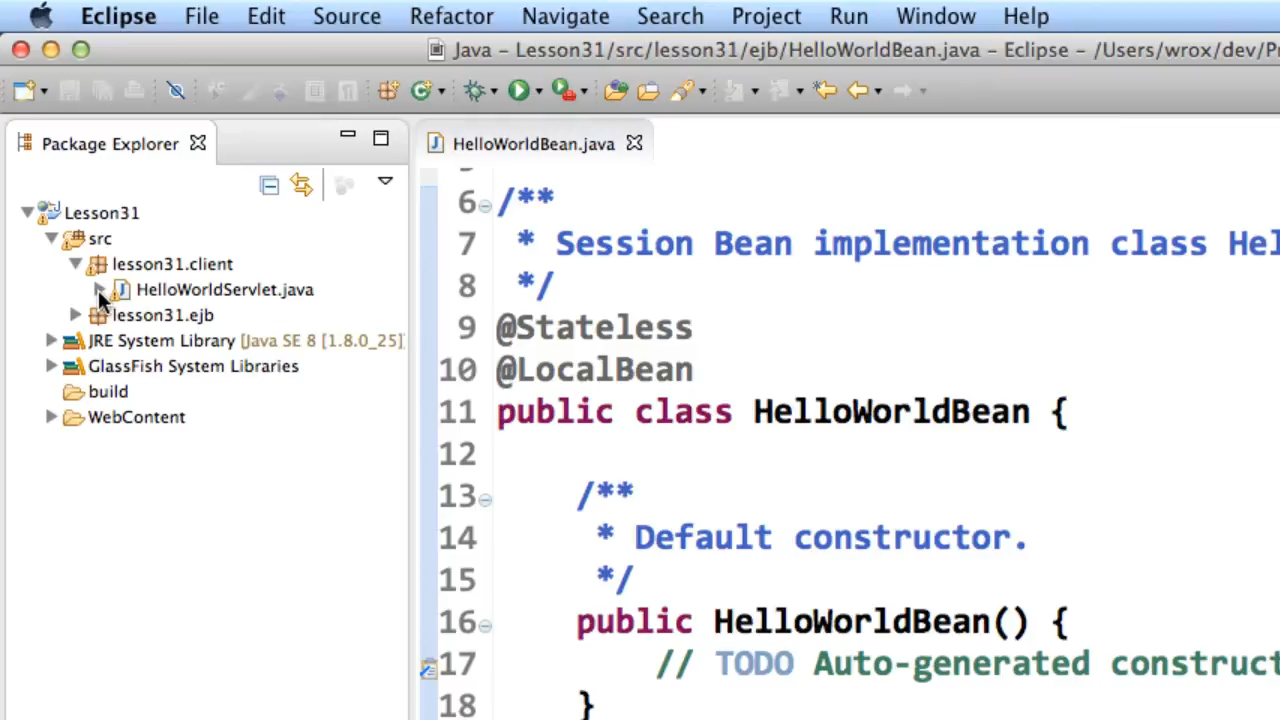 Eclipse File Edit Source Refactor Navigate Search Project Run Window Help
Java – Lesson31/src/lesson31/ejb/HelloWorldBean.java – Eclipse – /Users/wrox/dev/P
Package Explorer
HelloWorldBean.java
Lesson31
src
lesson31.client
HelloWorldServlet.java
lesson31.ejb
JRE System Library [Java SE 8 [1.8.0_25]]
GlassFish System Libraries
build
WebContent
6 /**
7 * Session Bean implementation class Hel
8 */
9 @Stateless
10 @LocalBean
11 public class HelloWorldBean {
12
13 /**
14 * Default constructor.
15 */
16 public HelloWorldBean() {
17 // TODO Auto-generated construct
18 }